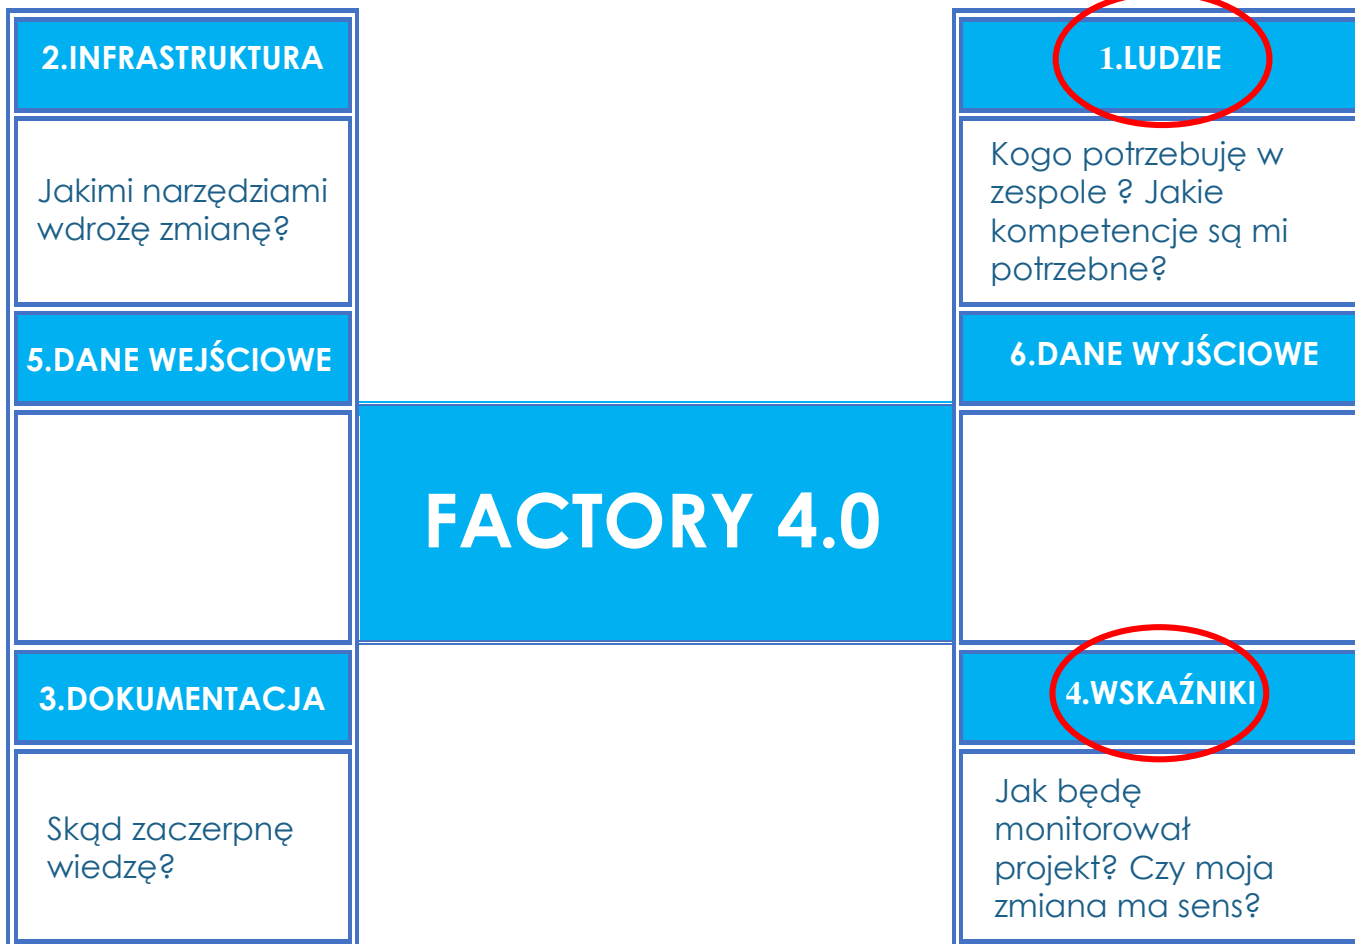 2.INFRASTRUKTURA
Jakimi narzędziami
wdrożę zmianę?
5.DANE WEJŚCIOWE
3.DOKUMENTACJA
Skąd zaczerpnę
wiedzę?
FACTORY 4.0
1.LUDZIE
Kogo potrzebuję w
zespole ? Jakie
kompetencje są mi
potrzebne?
6.DANE WYJŚCIOWE
4.WSKAŹNIKI
Jak będę
monitorował
projekt? Czy moja
zmiana ma sens?